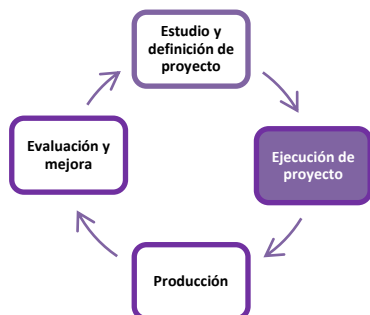 Estudio y
definición de
proyecto
Ejecución de
proyecto
Producción
Evaluación y
mejora